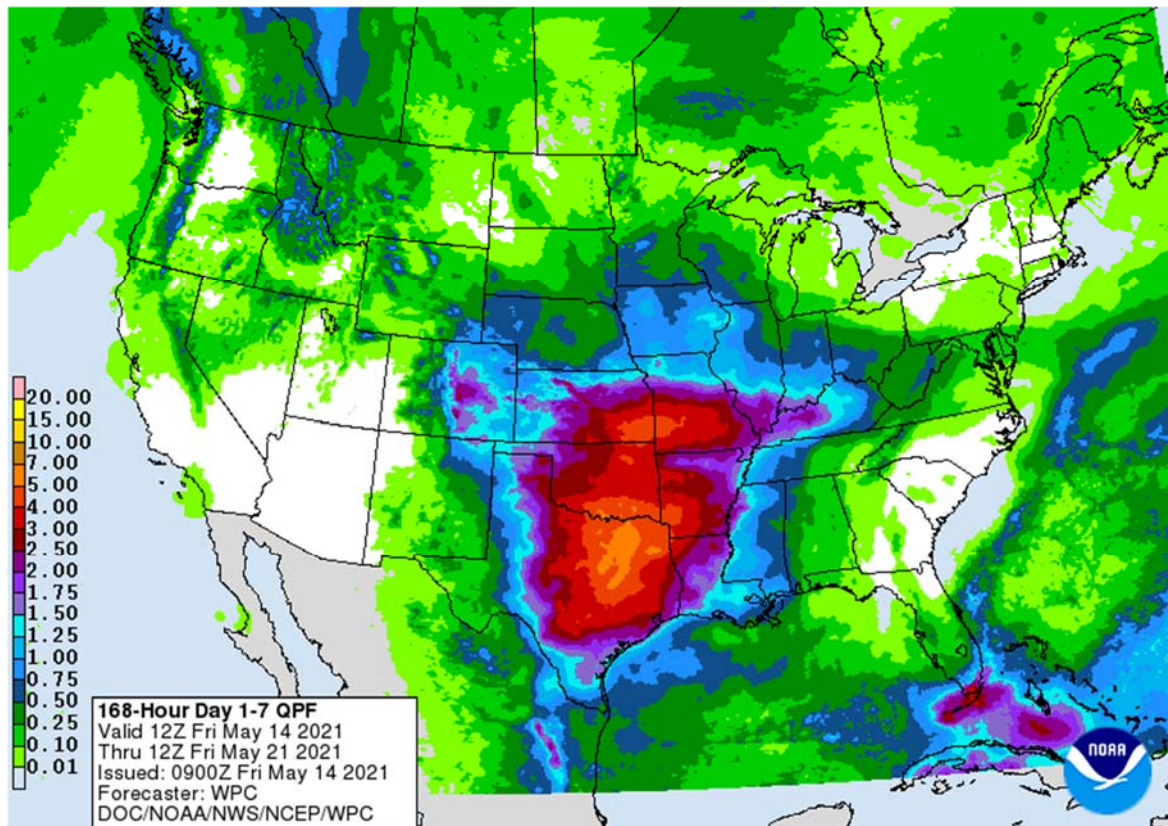 20.00
15.00
10.00
7.00
5.00
4.00
3.00
2.50
2.00
1.75
1.50
1.25
1.00
0.75
0.50
0.25
0.10
0.01
168-Hour Day 1-7 QPF
Valid 12Z Fri May 14 2021
Thru 12Z Fri May 21 2021
Issued: 0900Z Fri May 14 2021
Forecaster: WPC
DOC/NOAA/NWS/NCEP/WPC
NOAA